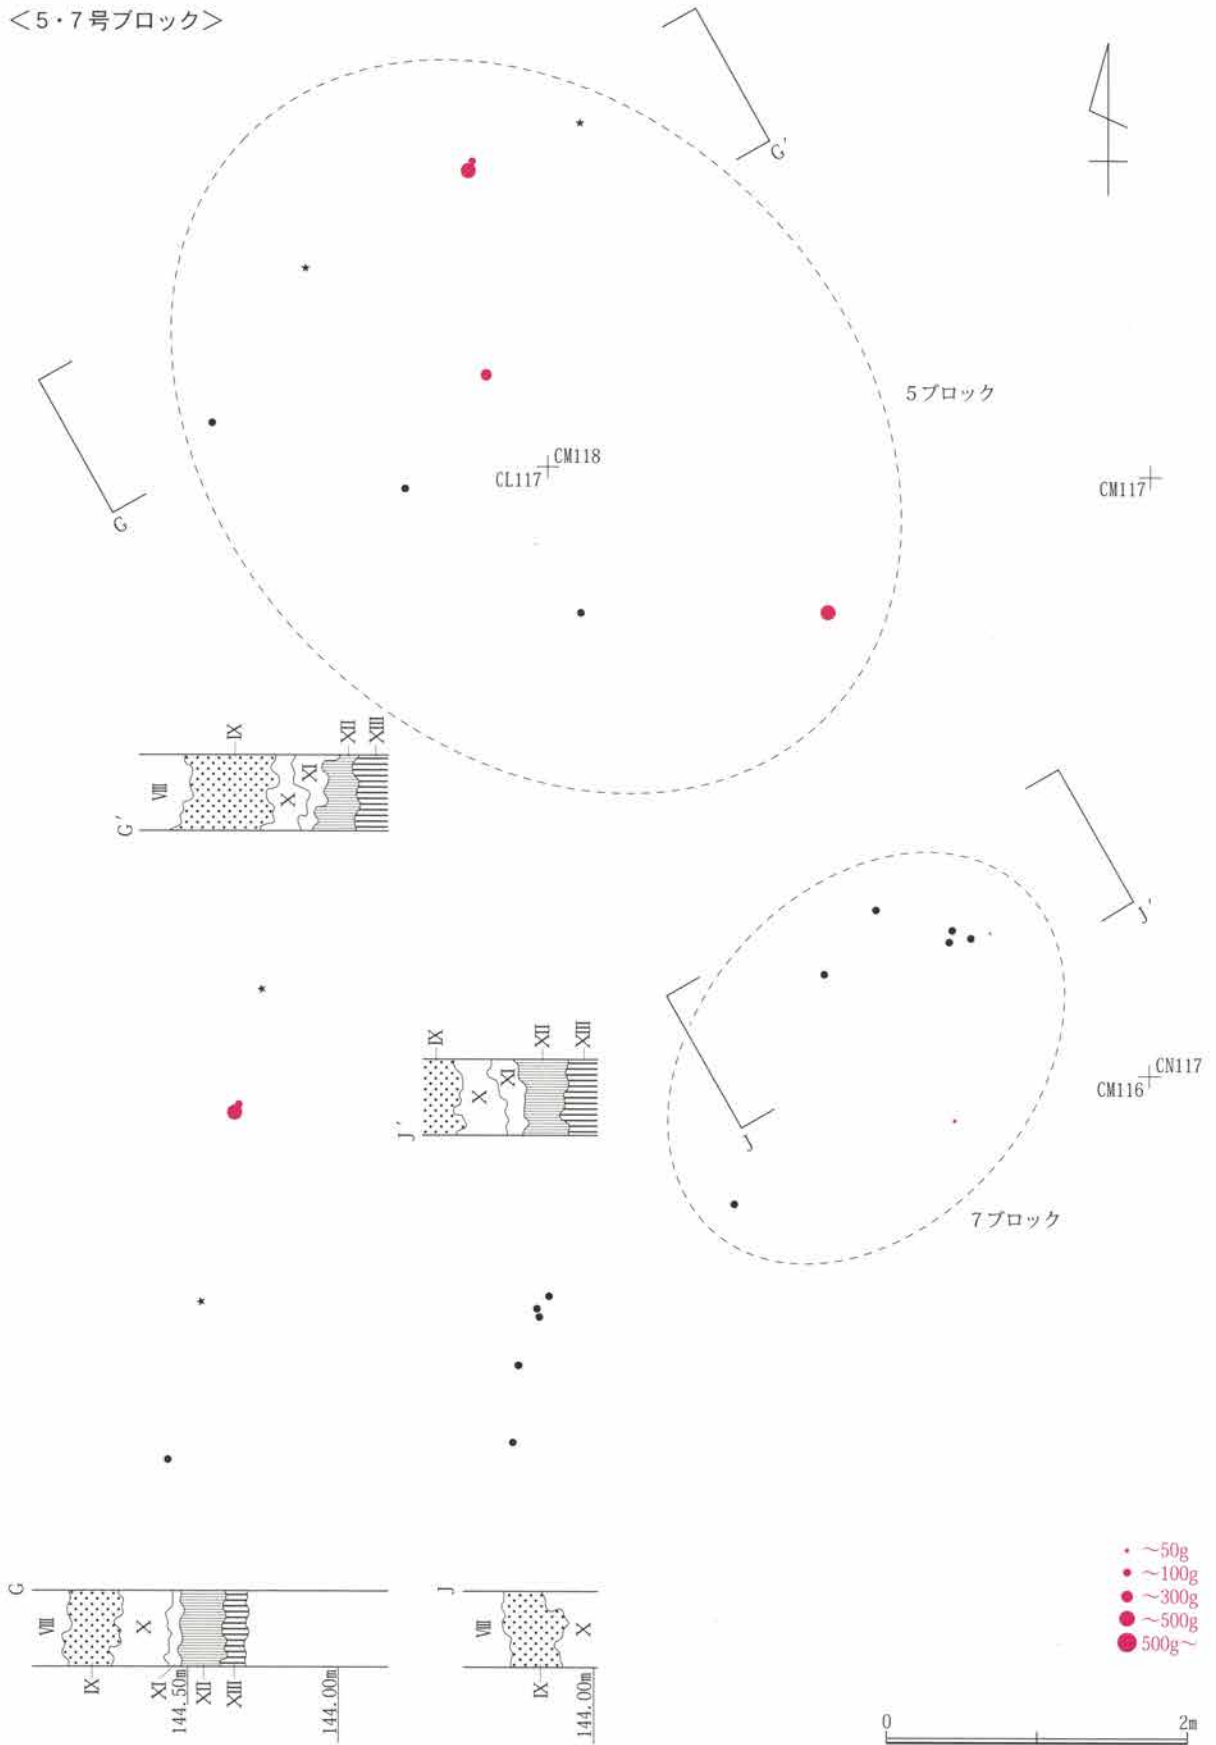 ＜５・７号ブロック＞
G'
5ブロック
CM118
CL117
CM117
G
IX
XII
XIII
VIII
X
XI
G'
J'
IX
XII
XIII
X
XI
J'
CN117
CM116
J
7ブロック
G
VIII
X
IX
XI
144.50m
XII
XIII
144.00m
J
VIII
X
IX
144.00m
～50g
～100g
～300g
～500g
500g～
0
2m